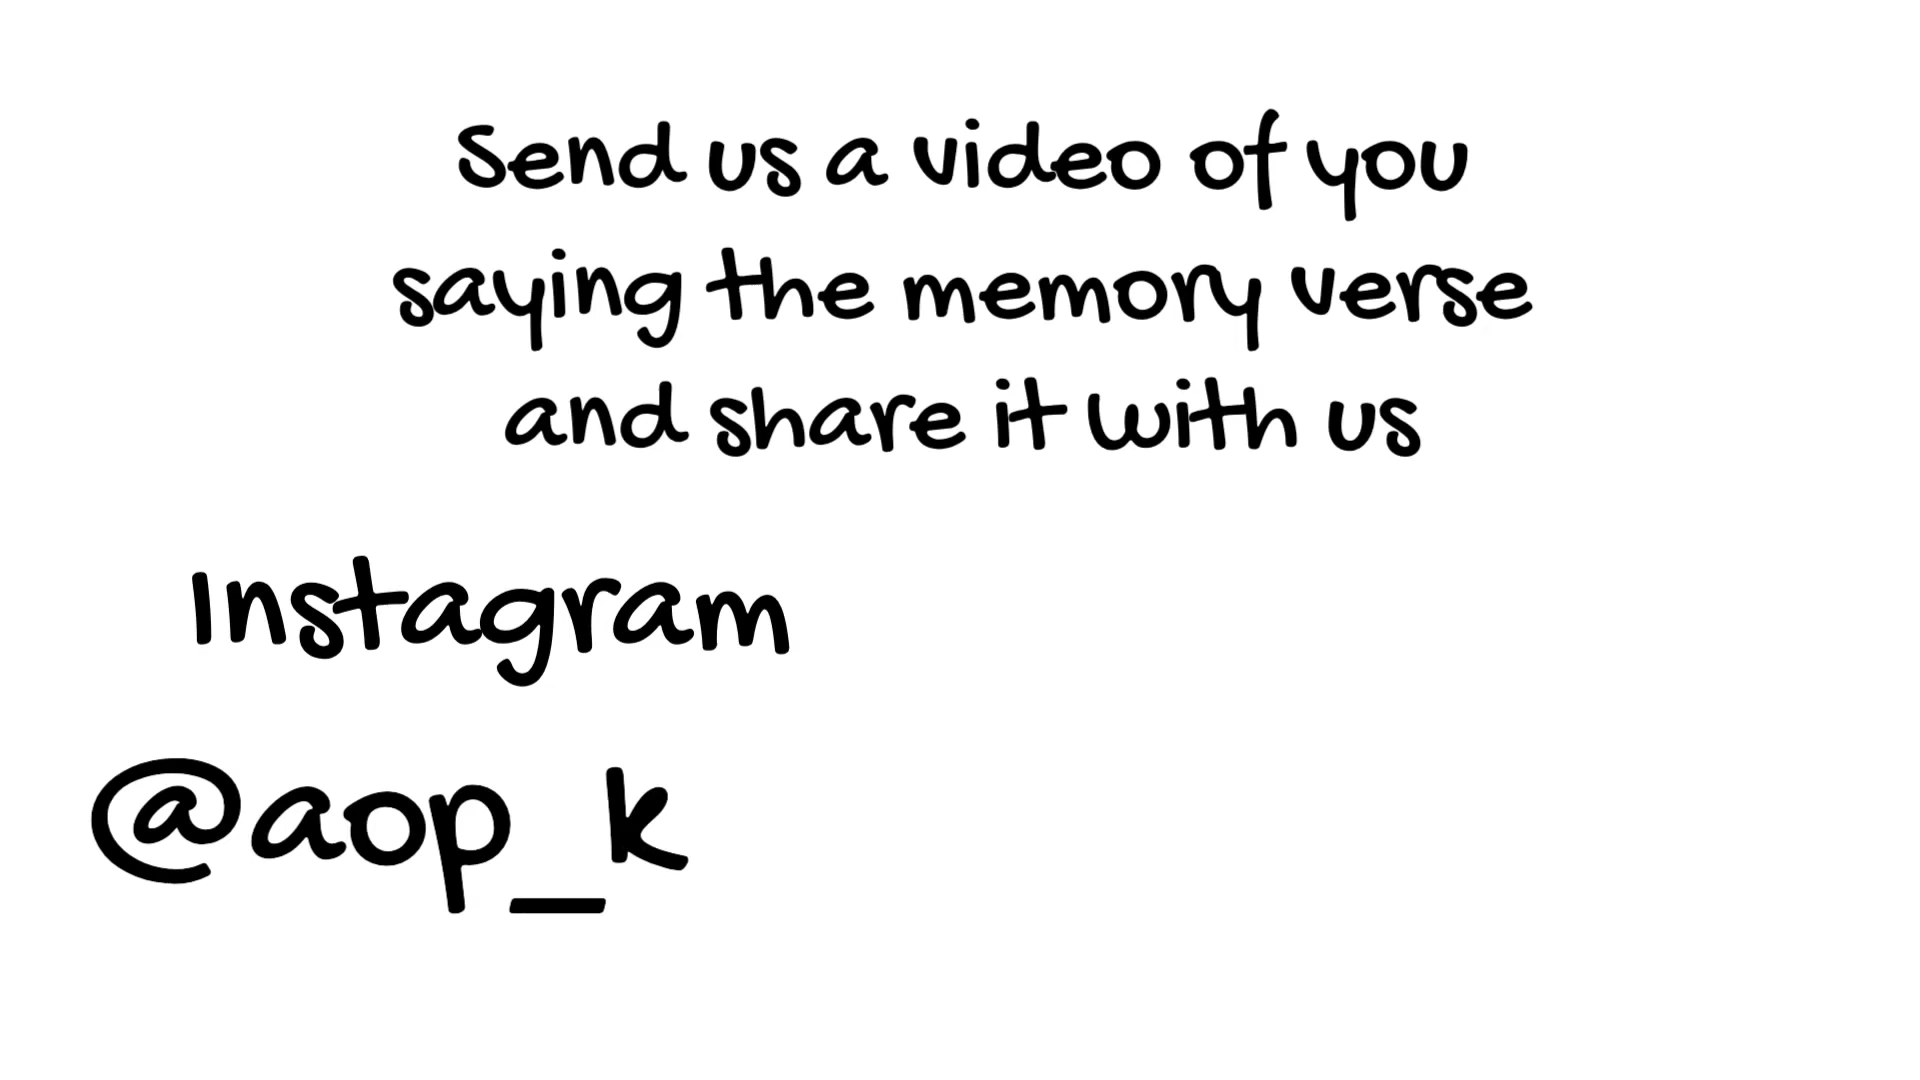 Send us a video of you
saying the memory verse
and share it with us
Instagram
@aop_k